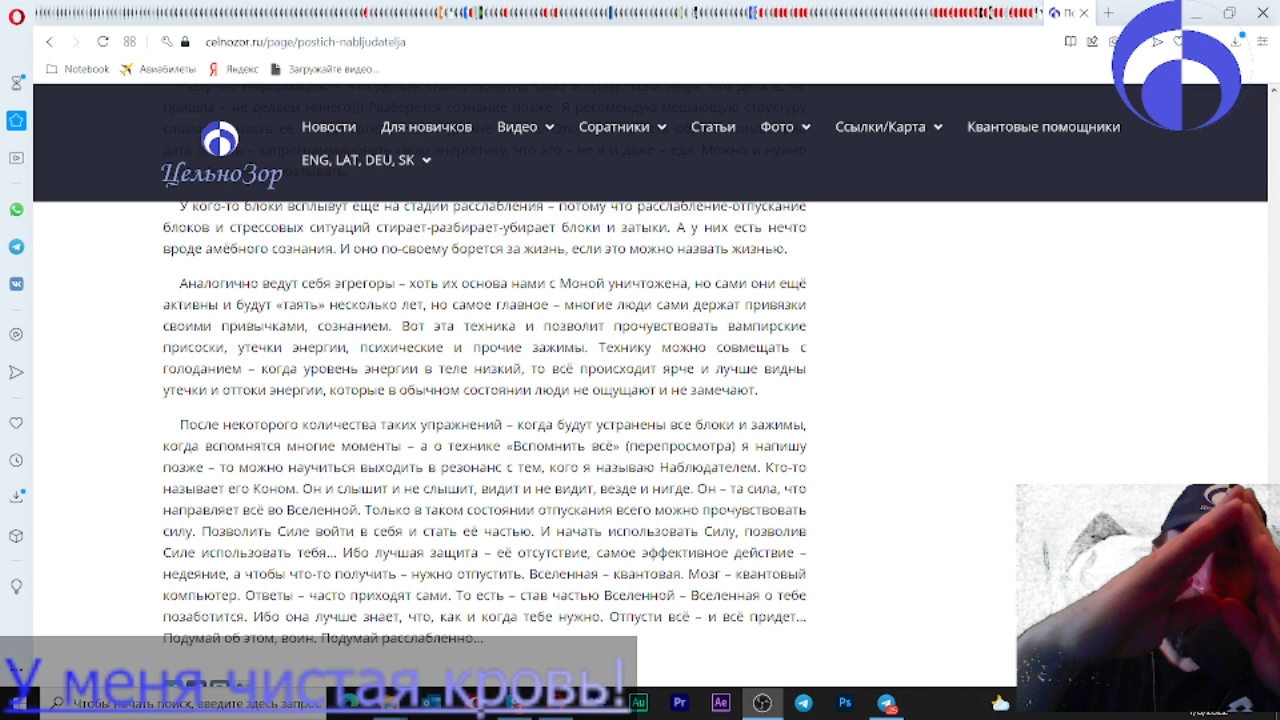 celnozor.ru/page/postich-nabljudatelja
Notebook Авиабилеты Яндекс Загружайте видео...
Новости Для новичков Видео Соратники Статьи Фото Ссылки/Карта Квантовые помощники
ENG, LAT, DEU, SK
ЦельноЗор
У кого-то блоки всплывут ещё на стадии расслабления – потому что расслабление-отпускание
блоков и стрессовых ситуаций стирает-разбирает-убирает блоки и затыки. А у них есть нечто
вроде амёбного сознания. И оно по-своему борется за жизнь, если это можно назвать жизнью.
Аналогично ведут себя эгрегоры – хоть их основа нами с Моной уничтожена, но сами они ещё
активны и будут «таять» несколько лет, но самое главное – многие люди сами держат привязки
своими привычками, сознанием. Вот эта техника и позволит прочувствовать вампирские
присоски, утечки энергии, психические и прочие зажимы. Технику можно совмещать с
голоданием – когда уровень энергии в теле низкий, то всё происходит ярче и лучше видны
утечки и оттоки энергии, которые в обычном состоянии люди не ощущают и не замечают.
После некоторого количества таких упражнений – когда будут устранены все блоки и зажимы,
когда вспомнятся многие моменты – а о технике «Вспомнить всё» (перепросмотра) я напишу
позже – то можно научиться выходить в резонанс с тем, кого я называю Наблюдателем. Кто-то
называет его Коном. Он и слышит и не слышит, видит и не видит, везде и нигде. Он – та сила, что
направляет всё во Вселенной. Только в таком состоянии отпускания всего можно прочувствовать
силу. Позволить Силе войти в себя и стать её частью. И начать использовать Силу, позволив
Силе использовать тебя... Ибо лучшая защита – её отсутствие, самое эффективное действие –
недеяние, а чтобы что-то получить – нужно отпустить. Вселенная – квантовая. Мозг – квантовый
компьютер. Ответы – часто приходят сами. То есть – став частью Вселенной – Вселенная о тебе
позаботится. Ибо она лучше знает, что, как и когда тебе нужно. Отпусти всё – и всё придет...
Подумай об этом, воин. Подумай расслабленно...
У меня чистая кровь!
Чтобы начать поиск, введите здесь запрос
Au Pr Ae Ps